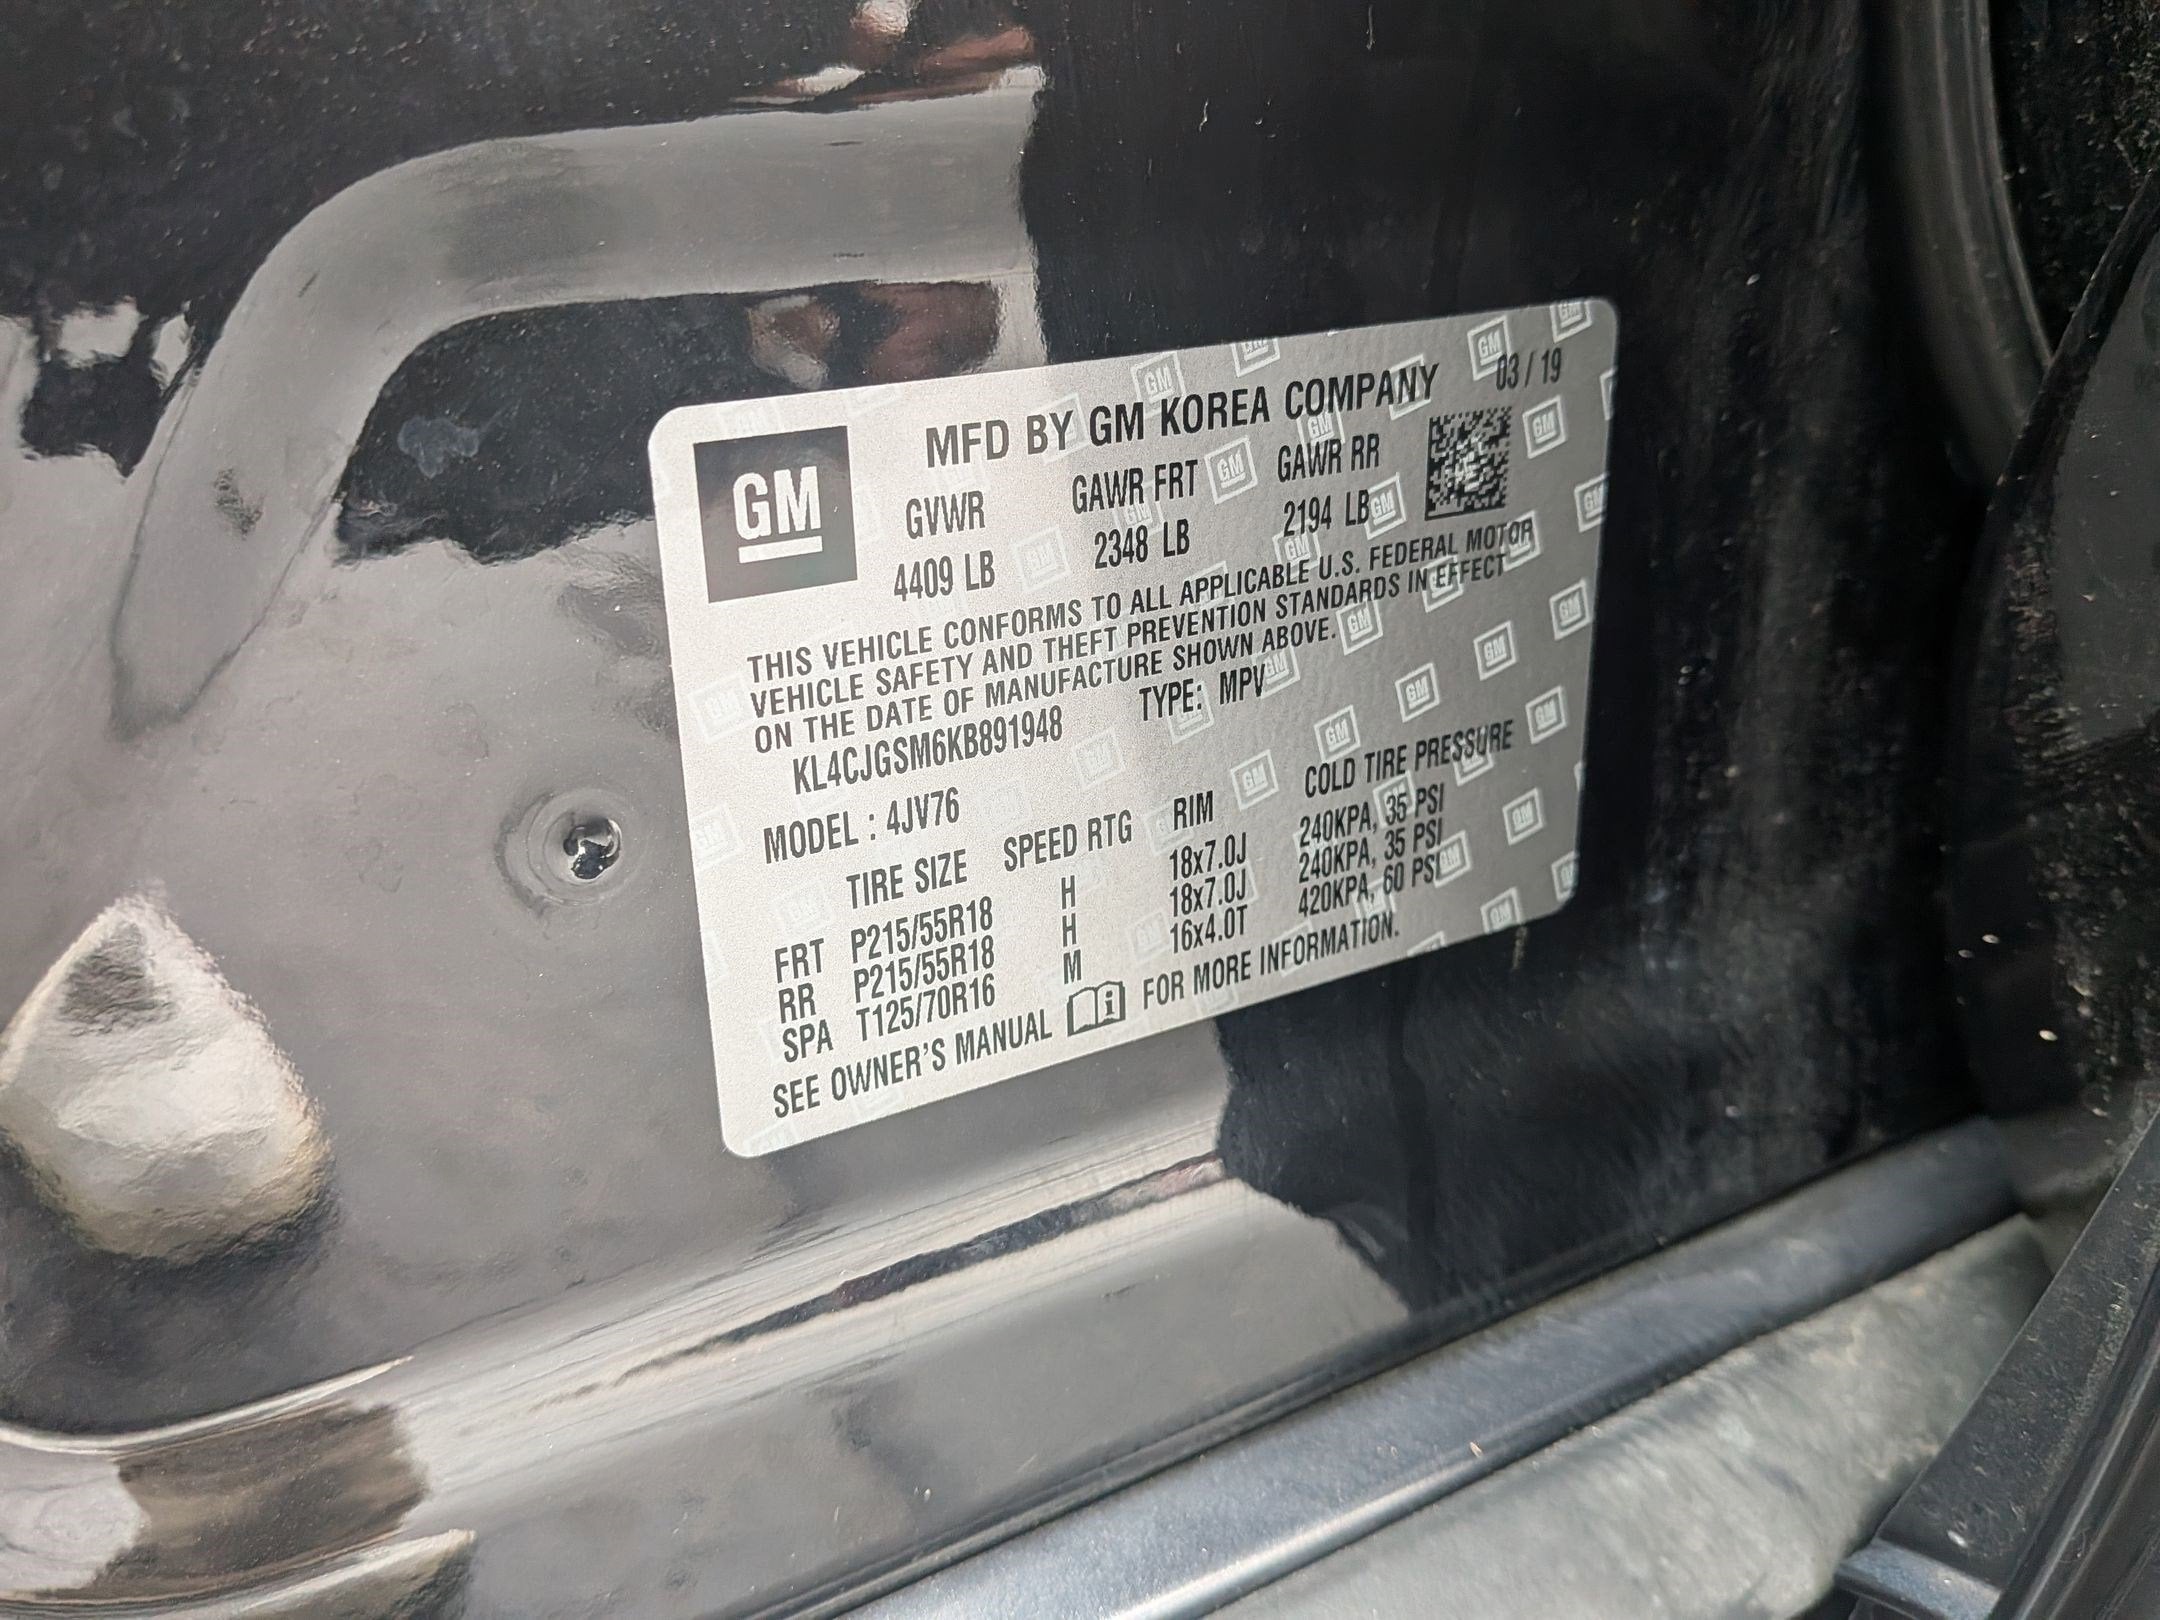 MFD BY GM KOREA COMPANY 03 / 19
GM
GVWR GAWR FRT GAWR RR
4409 LB 2348 LB 2194 LB
THIS VEHICLE CONFORMS TO ALL APPLICABLE U.S. FEDERAL MOTOR
VEHICLE SAFETY AND THEFT PREVENTION STANDARDS IN EFFECT
ON THE DATE OF MANUFACTURE SHOWN ABOVE.
KL4CJGSM6KB891948 TYPE: MPV
MODEL : 4JV76
TIRE SIZE SPEED RTG RIM COLD TIRE PRESSURE
FRT P215/55R18 H 18x7.0J 240KPA, 35 PSI
RR P215/55R18 H 18x7.0J 240KPA, 35 PSI
SPA T125/70R16 M 16x4.0T 420KPA, 60 PSI
SEE OWNER'S MANUAL FOR MORE INFORMATION.